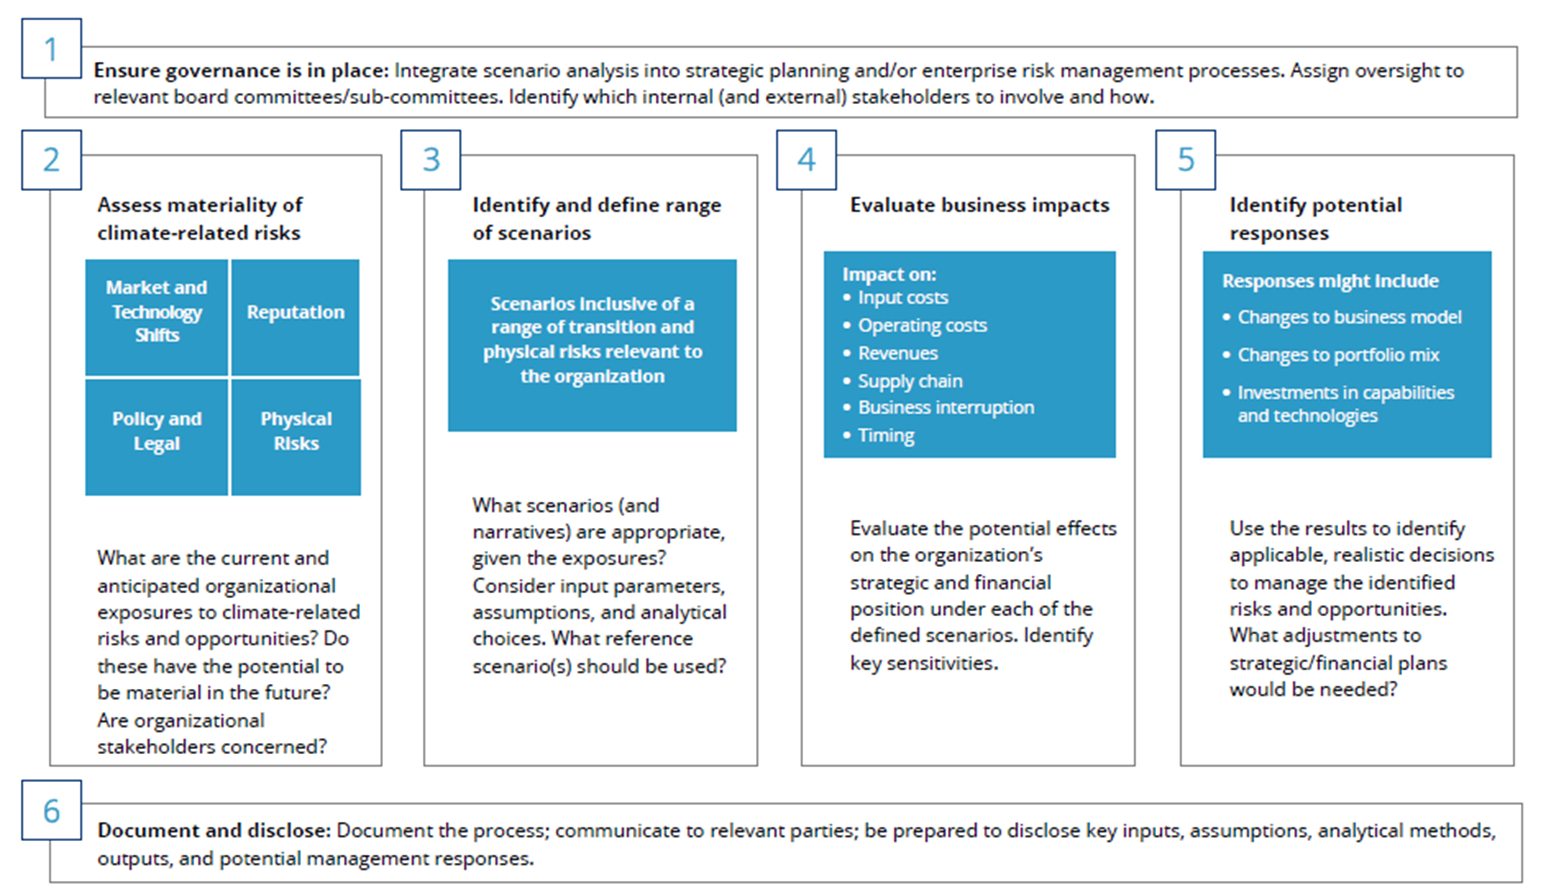 1
Ensure governance is in place: Integrate scenario analysis into strategic planning and/or enterprise risk management processes. Assign oversight to
relevant board committees/sub-committees. Identify which internal (and external) stakeholders to involve and how.
2
Assess materiality of
climate-related risks
Market and
Technology
Shifts
Reputation
Policy and
Legal
Physical
Risks
What are the current and
anticipated organizational
exposures to climate-related
risks and opportunities? Do
these have the potential to
be material in the future?
Are organizational
stakeholders concerned?
3
Identify and define range
of scenarios
Scenarios inclusive of a
range of transition and
physical risks relevant to
the organization
What scenarios (and
narratives) are appropriate,
given the exposures?
Consider input parameters,
assumptions, and analytical
choices. What reference
scenario(s) should be used?
4
Evaluate business impacts
Impact on:
• Input costs
• Operating costs
• Revenues
• Supply chain
• Business interruption
• Timing
Evaluate the potential effects
on the organization's
strategic and financial
position under each of the
defined scenarios. Identify
key sensitivities.
5
Identify potential
responses
Responses might include
• Changes to business model
• Changes to portfolio mix
• Investments in capabilities
and technologies
Use the results to identify
applicable, realistic decisions
to manage the identified
risks and opportunities.
What adjustments to
strategic/financial plans
would be needed?
6
Document and disclose: Document the process; communicate to relevant parties; be prepared to disclose key inputs, assumptions, analytical methods,
outputs, and potential management responses.